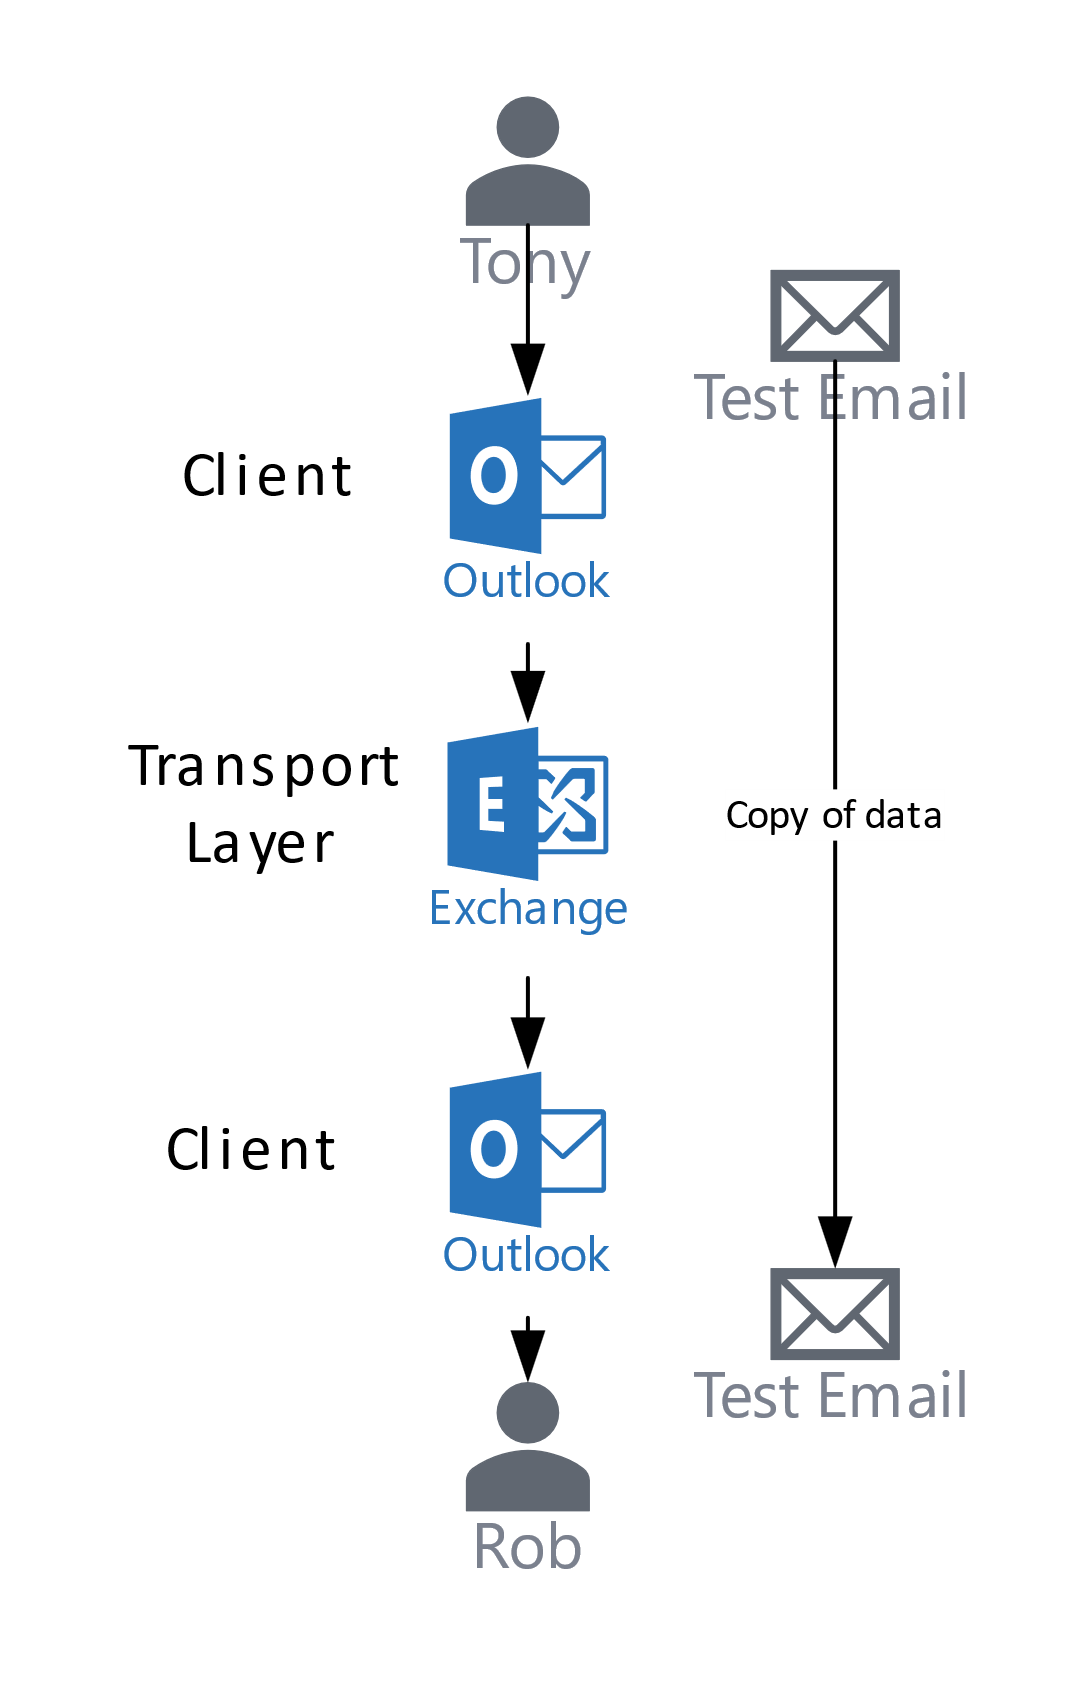 Tony
Test Email
Client
O
Outlook
Transport
Layer
E
Copy of data
Exchange
Client
O
Outlook
Test Email
Rob